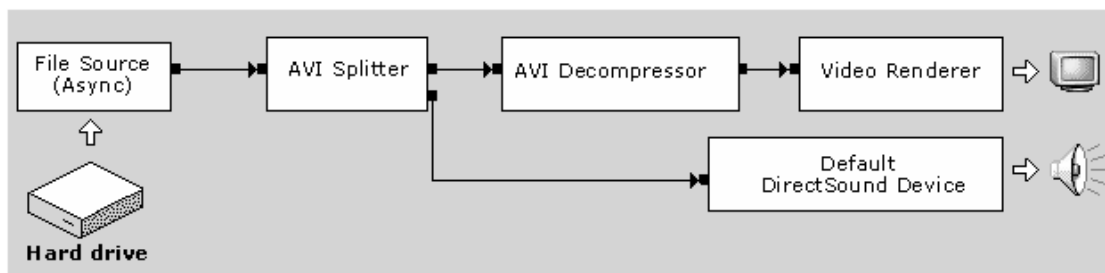 File Source
(Async)
AVI Splitter
AVI Decompressor
Video Renderer
Default
DirectSound Device
Hard drive